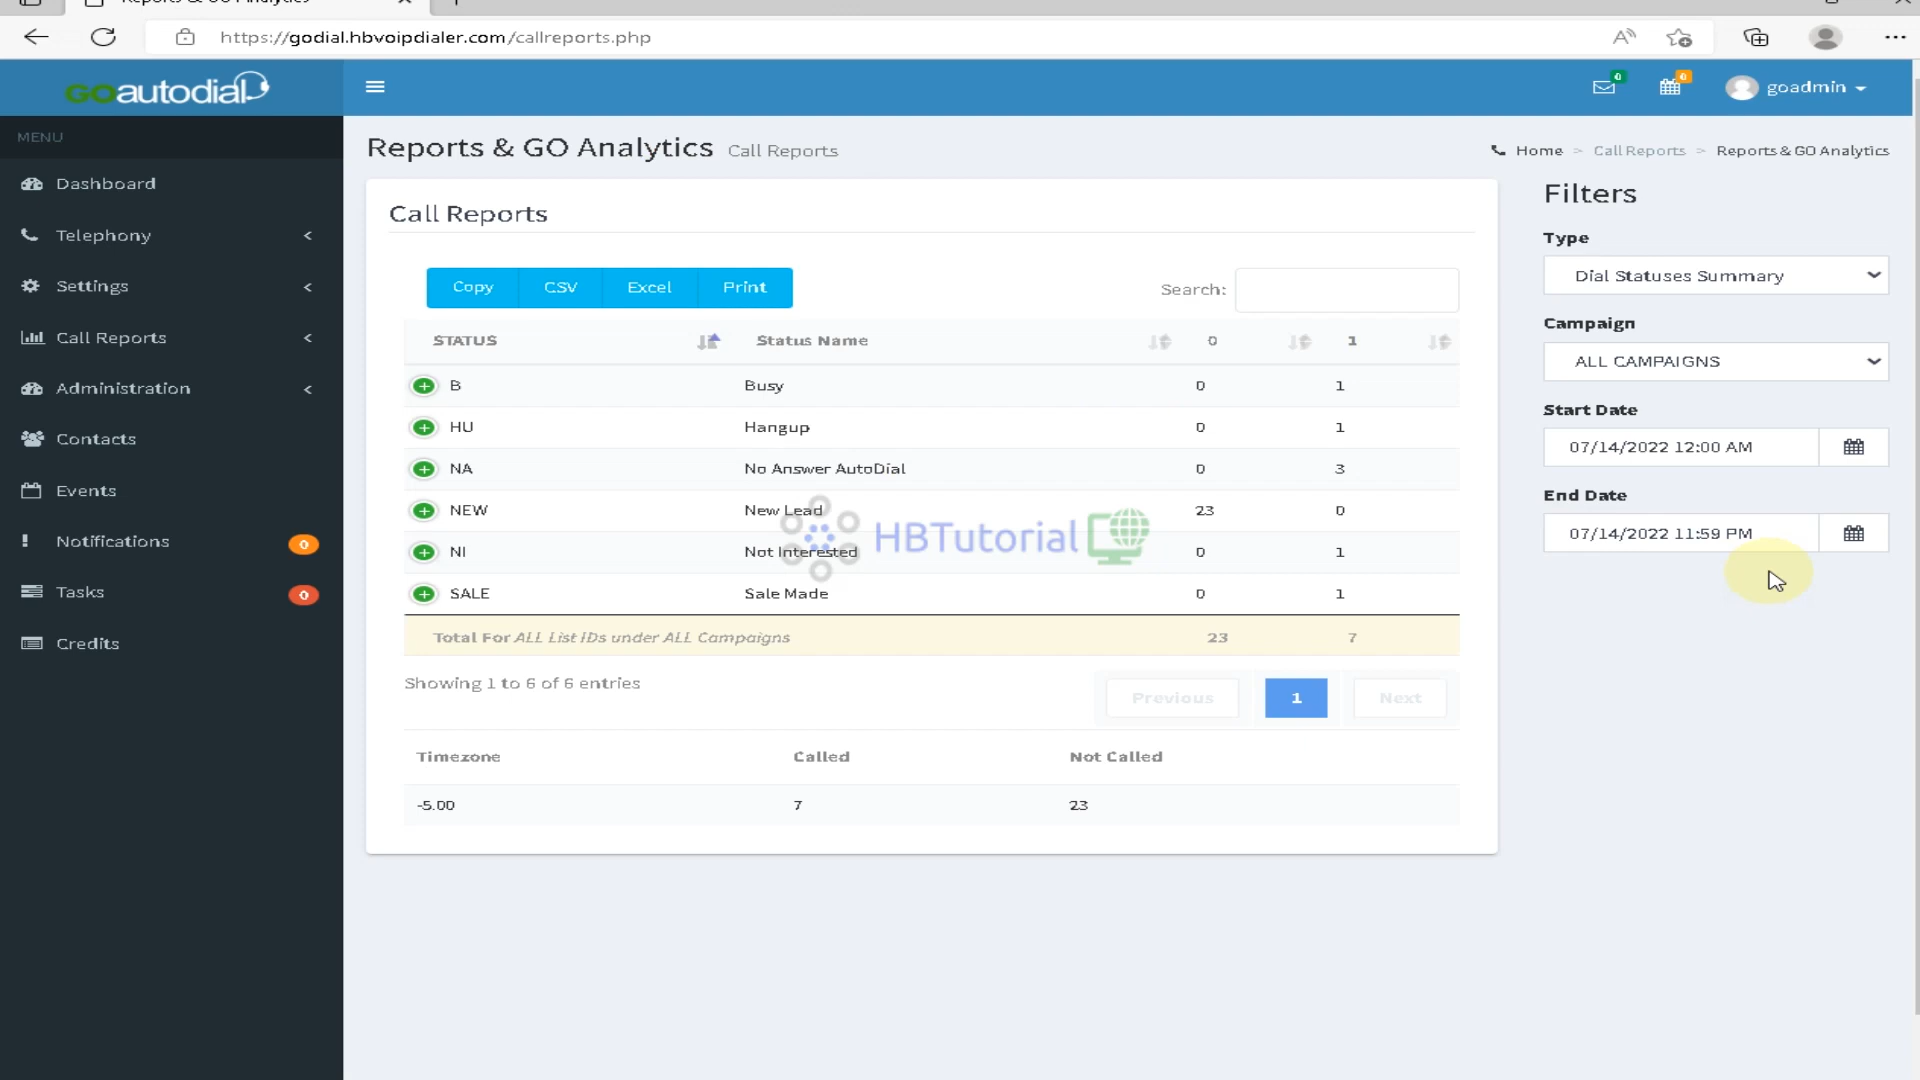 https://godial.hbvoipdialer.com/callreports.php
GOautodial
0
0
goadmin
MENU
Dashboard
Telephony
Settings
Call Reports
Administration
Contacts
Events
Notifications 0
Tasks 0
Credits
Reports & GO Analytics Call Reports
Home > Call Reports > Reports & GO Analytics
Call Reports
Copy CSV Excel Print
Search:
STATUS Status Name 0 1
B Busy 0 1
HU Hangup 0 1
NA No Answer AutoDial 0 3
NEW New Lead 23 0
HBTutorial
NI Not Interested 0 1
SALE Sale Made 0 1
Total For ALL List IDs under ALL Campaigns 23 7
Showing 1 to 6 of 6 entries
Previous 1 Next
Timezone Called Not Called
-5.00 7 23
Filters
Type
Dial Statuses Summary
Campaign
ALL CAMPAIGNS
Start Date
07/14/2022 12:00 AM
End Date
07/14/2022 11:59 PM